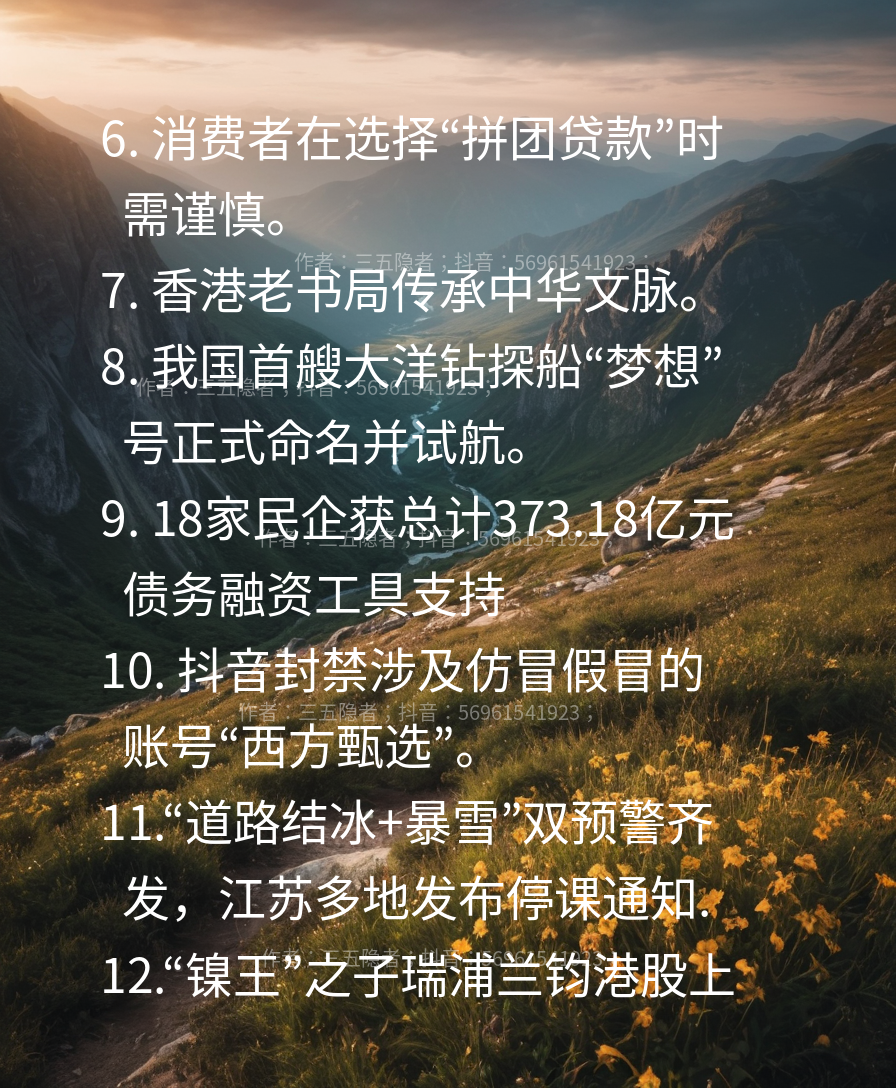 6. 消费者在选择“拼团贷款”时
需谨慎。
作者：三五隐者；抖音：56961541923；
7. 香港老书局传承中华文脉。
8. 我国首艘大洋钻探船“梦想”
作者：三五隐者；抖音：56961541923；
号正式命名并试航。
9. 18家民企获总计373.18亿元
作者：三五隐者；抖音：56961541923；
债务融资工具支持
10. 抖音封禁涉及仿冒假冒的
作者：三五隐者；抖音：56961541923；
账号“西方甄选”。
11.“道路结冰+暴雪”双预警齐
发，江苏多地发布停课通知.
12.“镍王”之子瑞浦兰钧港股上
作者：三五隐者；抖音：56961541923；